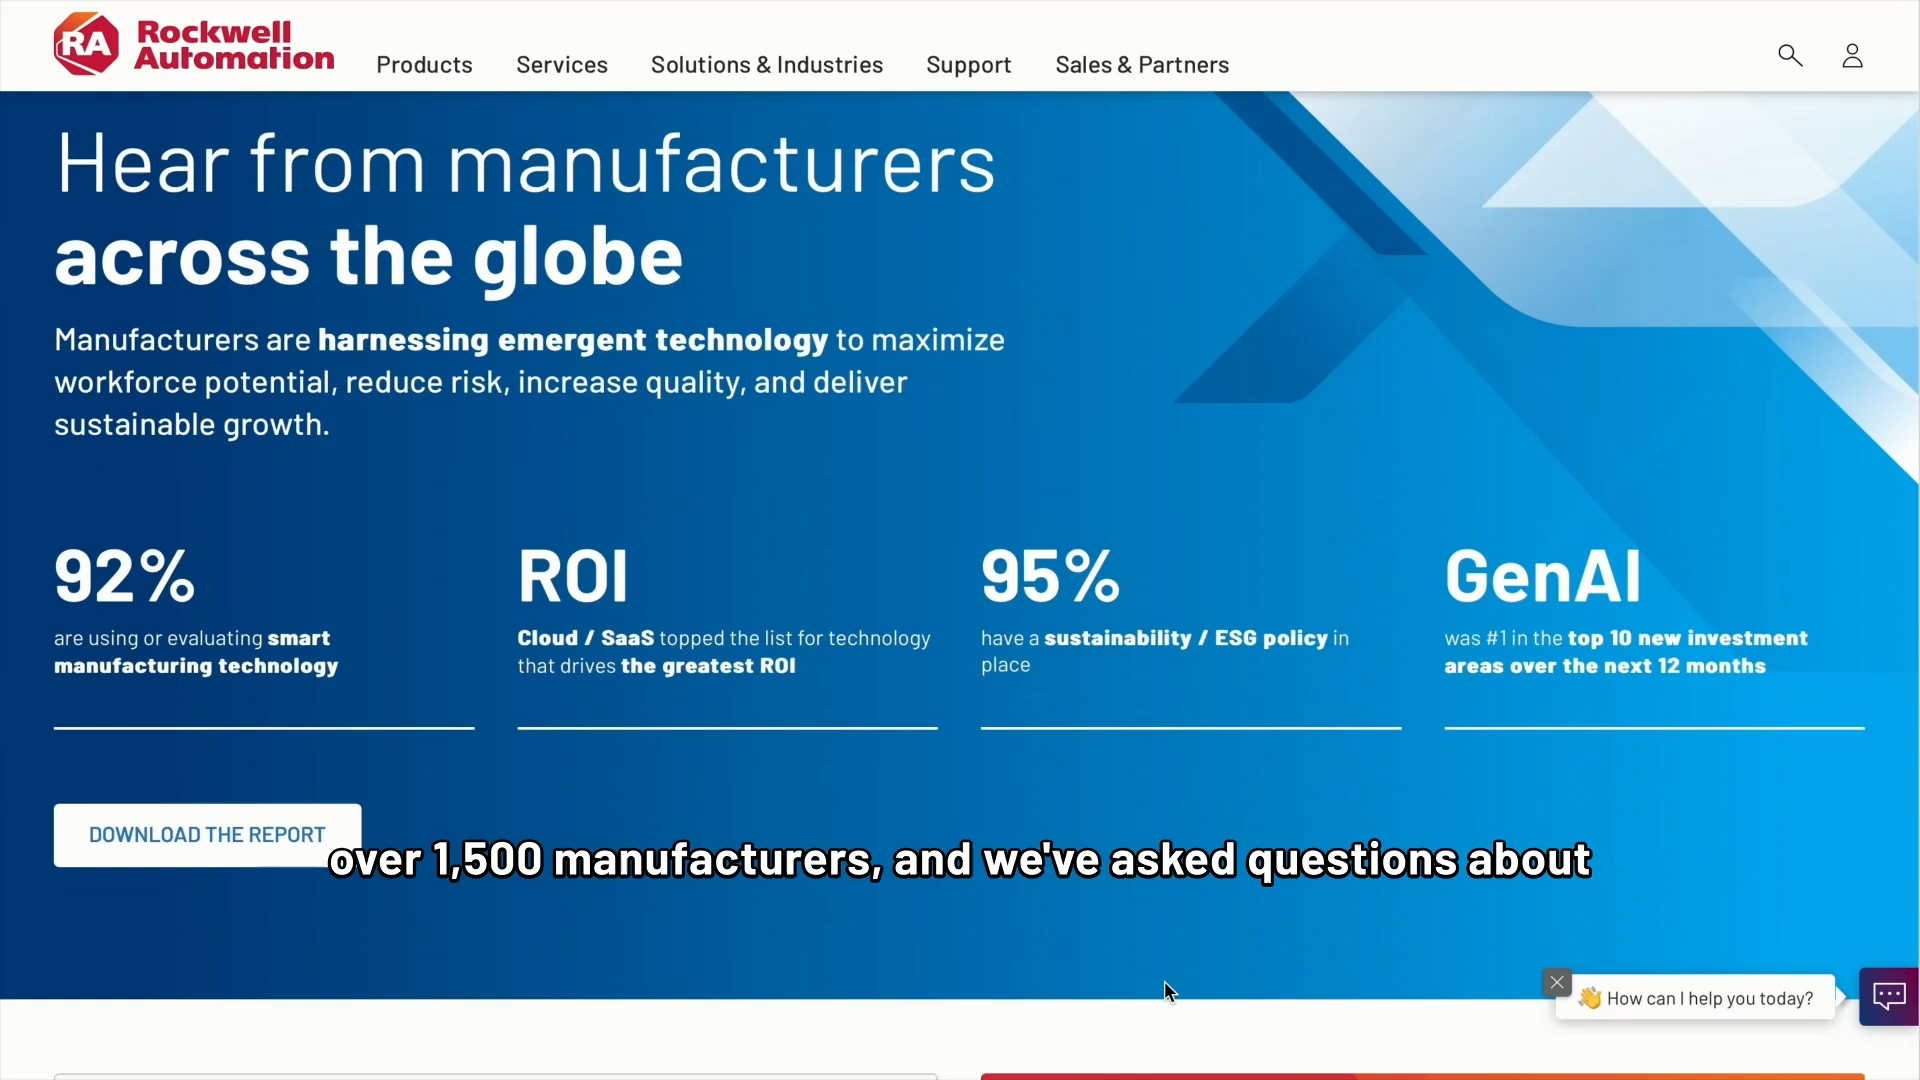 RA Rockwell
Automation
Products Services Solutions & Industries Support Sales & Partners
Hear from manufacturers
across the globe
Manufacturers are harnessing emergent technology to maximize
workforce potential, reduce risk, increase quality, and deliver
sustainable growth.
92%
are using or evaluating smart
manufacturing technology
ROI
Cloud / SaaS topped the list for technology
that drives the greatest ROI
95%
have a sustainability / ESG policy in
place
GenAI
was #1 in the top 10 new investment
areas over the next 12 months
DOWNLOAD THE REPORT
over 1,500 manufacturers, and we've asked questions about
👋 How can I help you today?